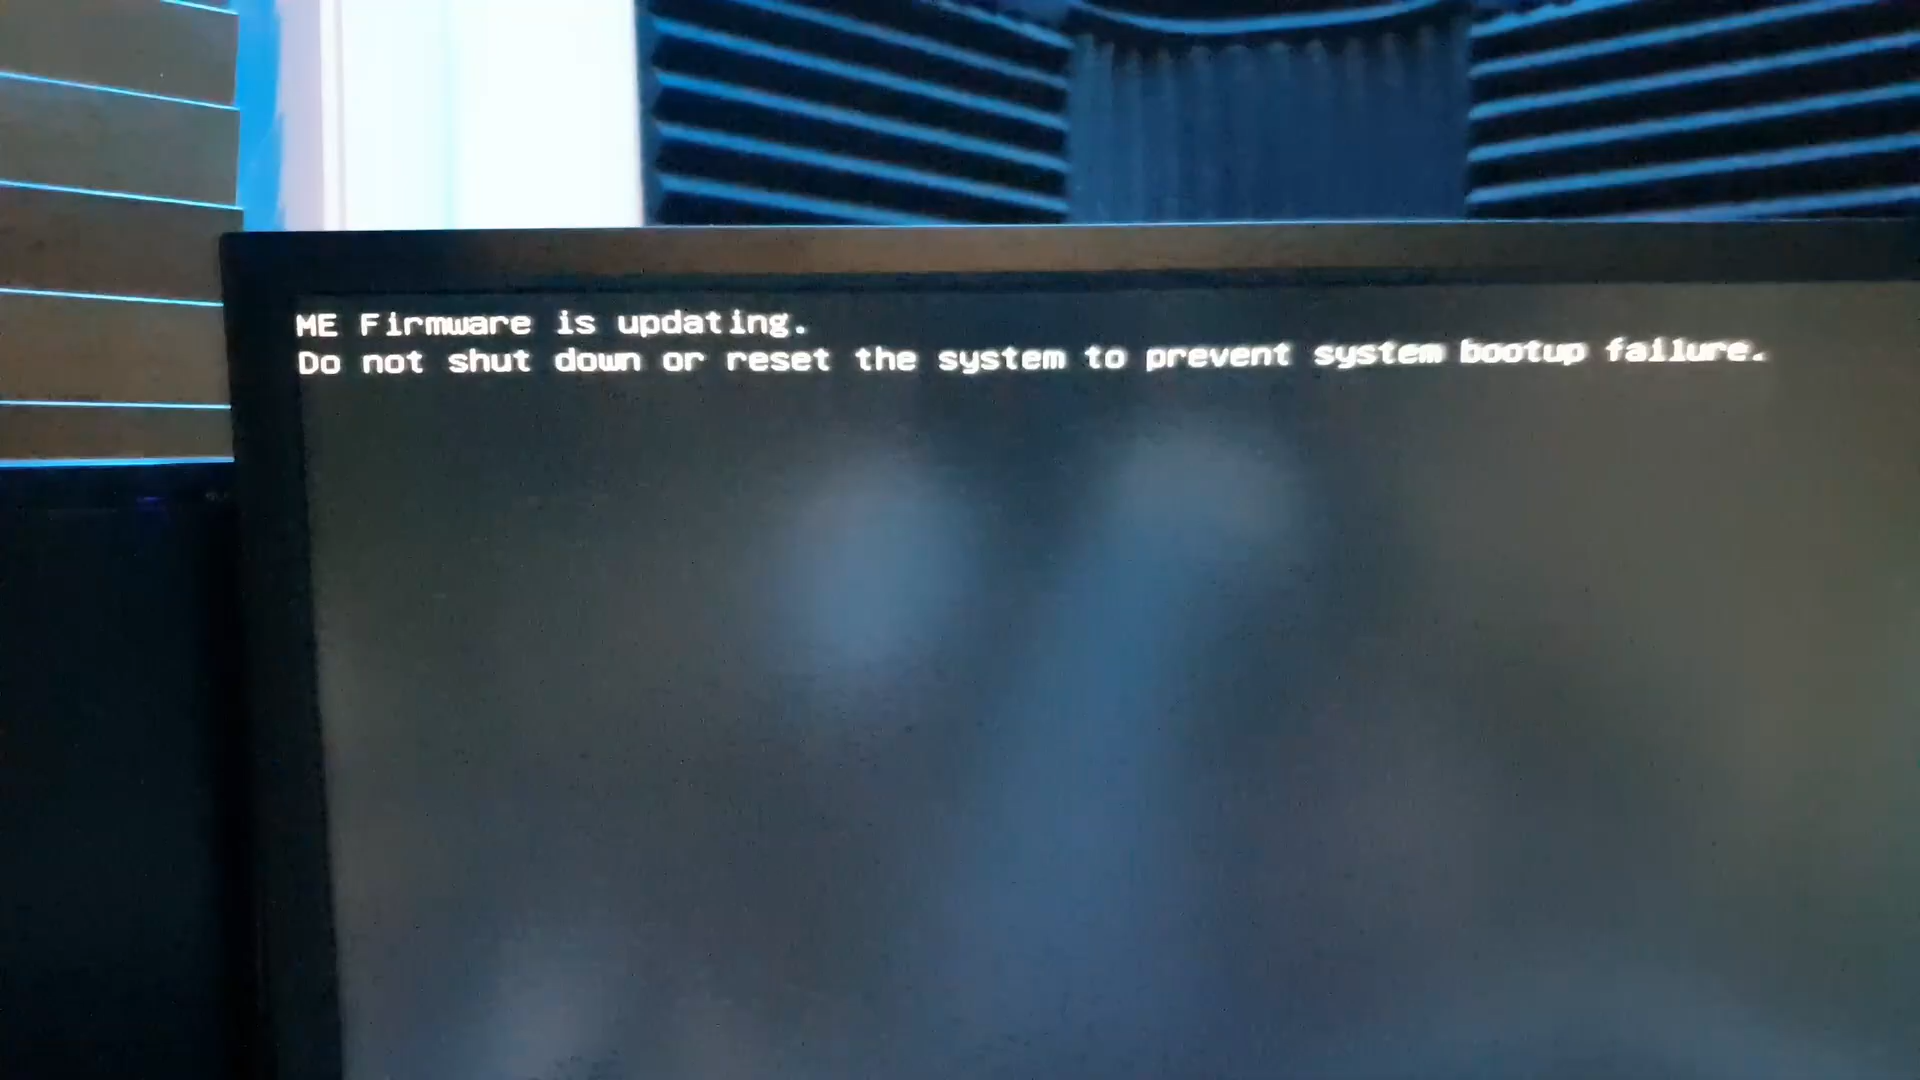 ME Firmware is updating.
Do not shut down or reset the system to prevent system bootup failure.